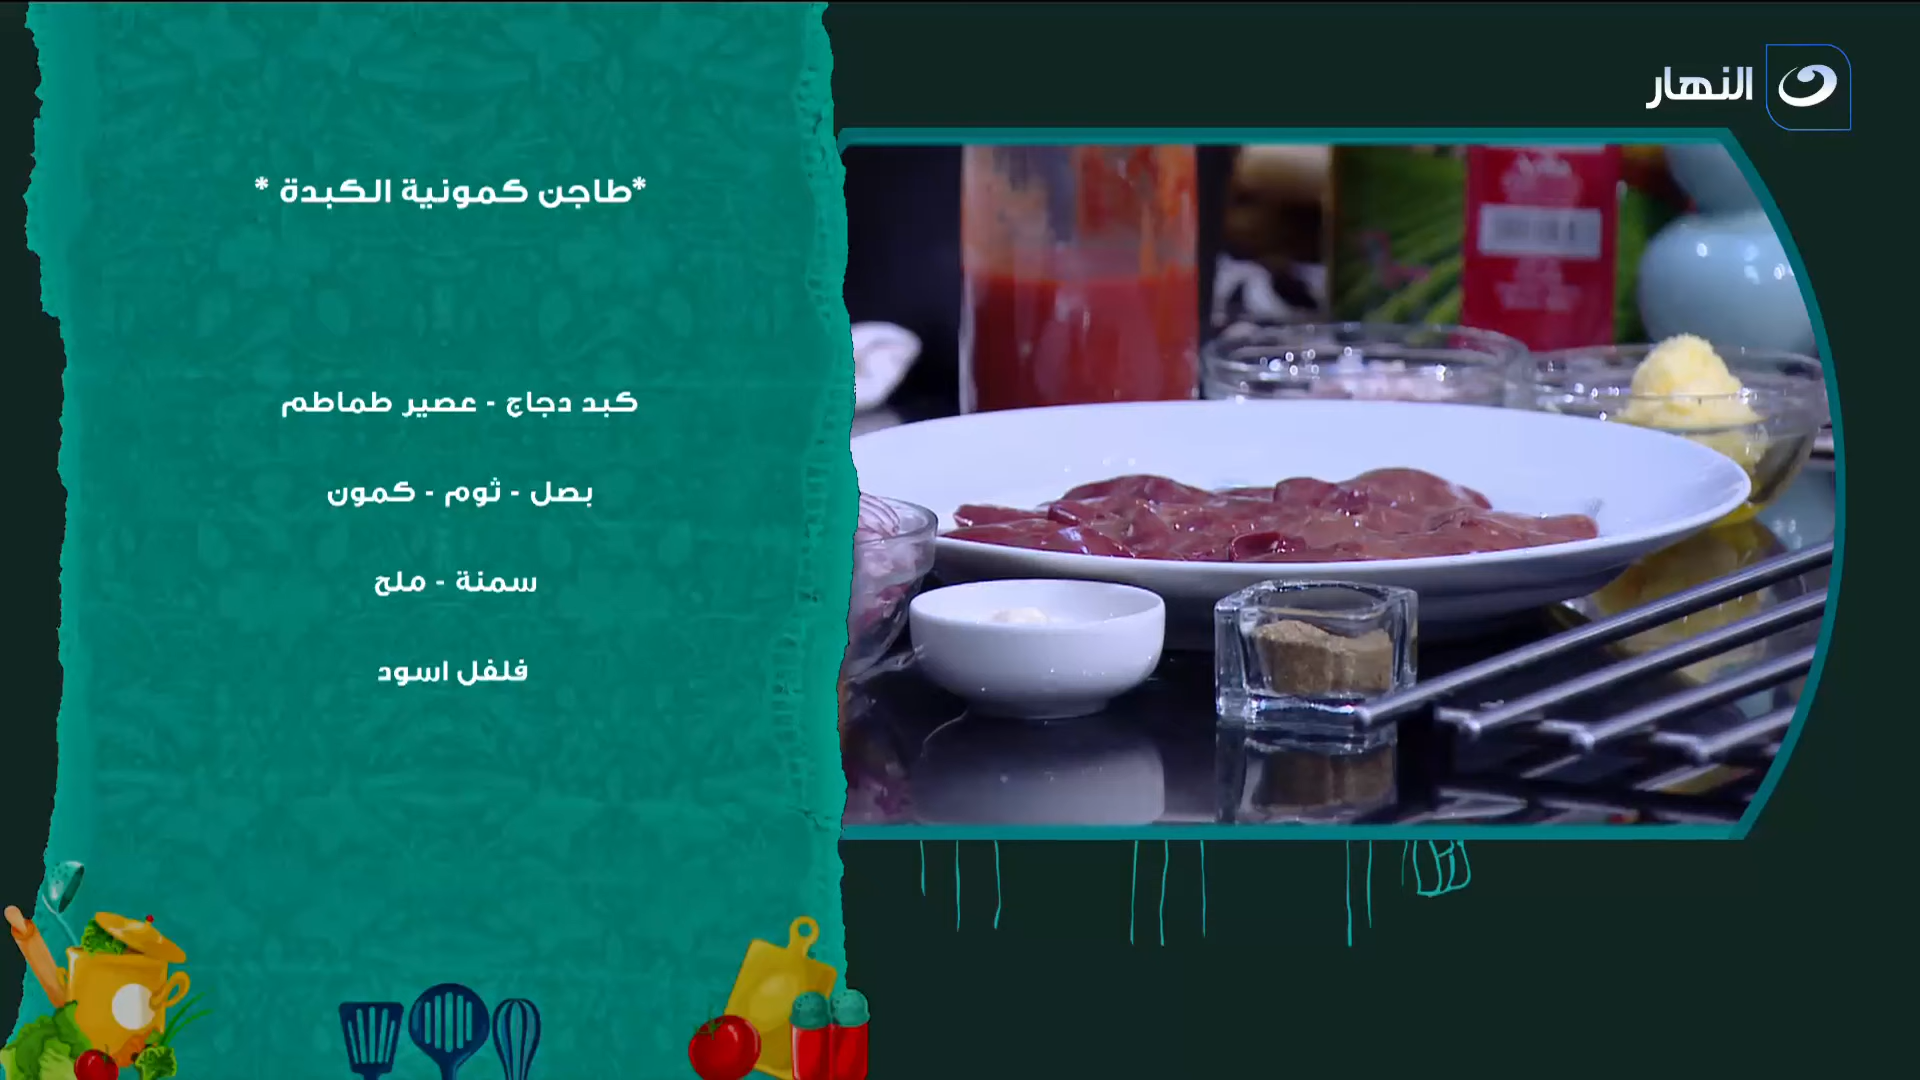 النهار
*طاجن كمونية الكبدة *
كبد دجاج - عصير طماطم
بصل - ثوم - كمون
سمنة - ملح
فلفل اسود